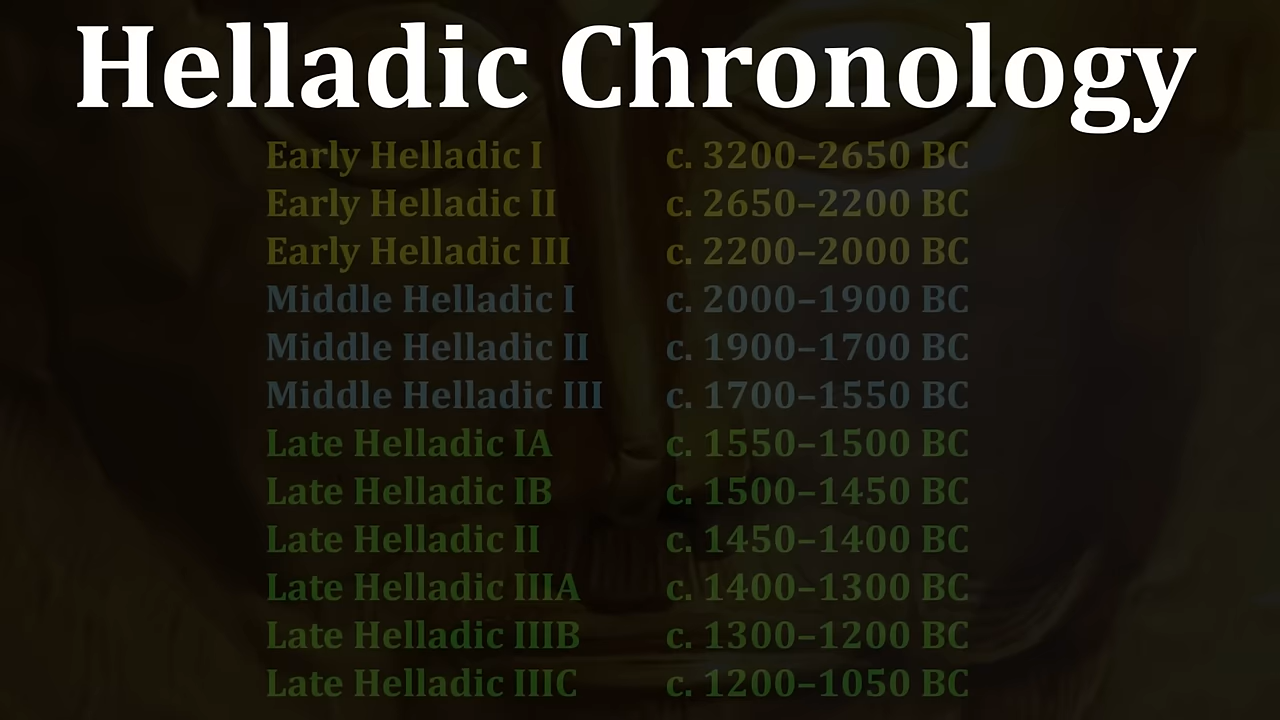 Helladic Chronology
Early Helladic I c. 3200–2650 BC
Early Helladic II c. 2650–2200 BC
Early Helladic III c. 2200–2000 BC
Middle Helladic I c. 2000–1900 BC
Middle Helladic II c. 1900–1700 BC
Middle Helladic III c. 1700–1550 BC
Late Helladic IA c. 1550–1500 BC
Late Helladic IB c. 1500–1450 BC
Late Helladic II c. 1450–1400 BC
Late Helladic IIIA c. 1400–1300 BC
Late Helladic IIIB c. 1300–1200 BC
Late Helladic IIIC c. 1200–1050 BC